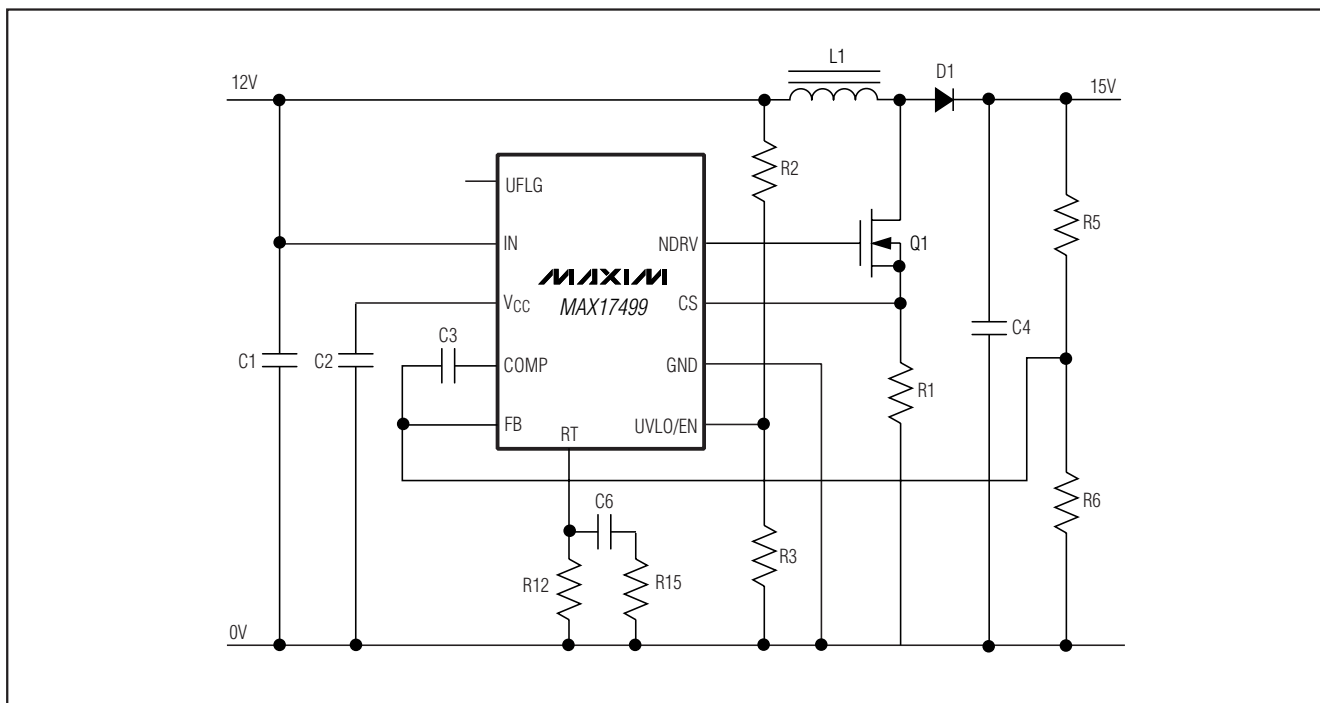 L1
D1
12V
15V
R2
UFLG
R5
IN
NDRV
Q1
MAXIM
MAX17499
VCC
CS
C3
C4
C1
C2
COMP
GND
R1
FB
UVLO/EN
RT
C6
R6
R12
R15
R3
0V